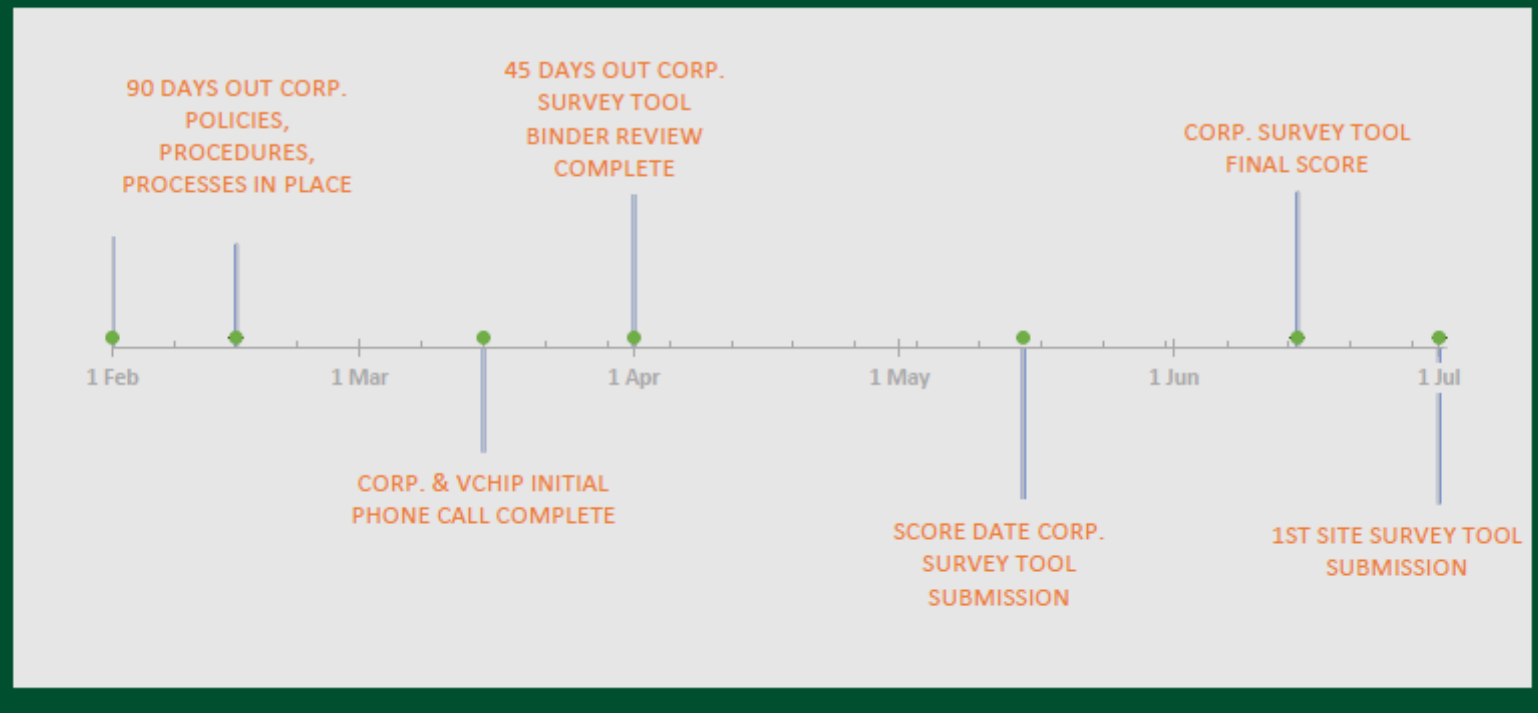 90 DAYS OUT CORP.
POLICIES,
PROCEDURES,
PROCESSES IN PLACE
45 DAYS OUT CORP.
SURVEY TOOL
BINDER REVIEW
COMPLETE
CORP. SURVEY TOOL
FINAL SCORE
1 Feb
1 Mar
1 Apr
1 May
1 Jun
1 Jul
CORP. & VCHIP INITIAL
PHONE CALL COMPLETE
SCORE DATE CORP.
SURVEY TOOL
SUBMISSION
1ST SITE SURVEY TOOL
SUBMISSION